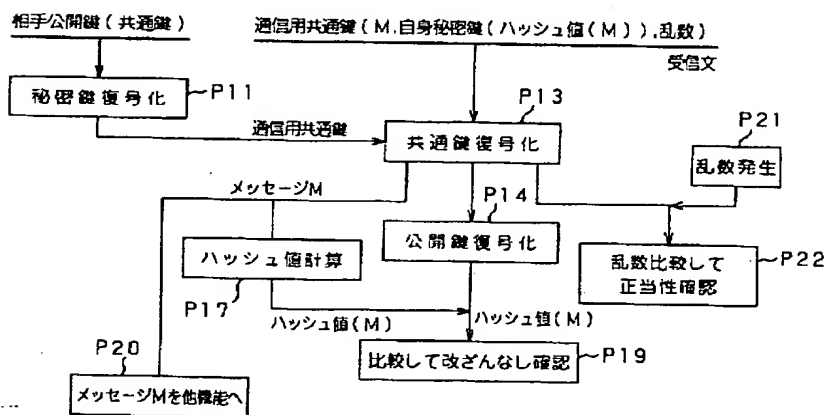 相手公開鍵(共通鍵)
通信用共通鍵(M,自身秘密鍵(ハッシュ値(M)),乱数)
受信文
秘密鍵復号化
P11
P13
通信用共通鍵
共通鍵復号化
P21
乱数発生
メッセージM
P14
公開鍵復号化
ハッシュ値計算
P17
乱数比較して
正当性確認
P22
ハッシュ値(M)
ハッシュ値(M)
P20
比較して改ざんなし確認
P19
メッセージMを他機能へ